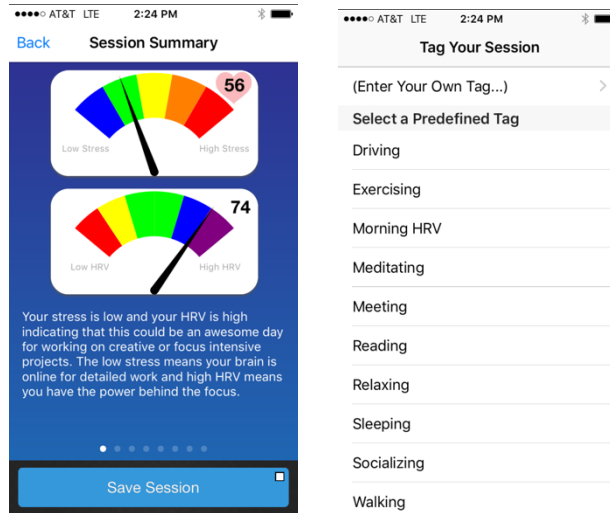 AT&T LTE 2:24 PM
Back Session Summary
56
Low Stress High Stress
74
Low HRV High HRV
Your stress is low and your HRV is high
indicating that this could be an awesome day
for working on creative or focus intensive
projects. The low stress means your brain is
online for detailed work and high HRV means
you have the power behind the focus.
Save Session
AT&T LTE 2:24 PM
Tag Your Session
(Enter Your Own Tag...)
Select a Predefined Tag
Driving
Exercising
Morning HRV
Meditating
Meeting
Reading
Relaxing
Sleeping
Socializing
Walking